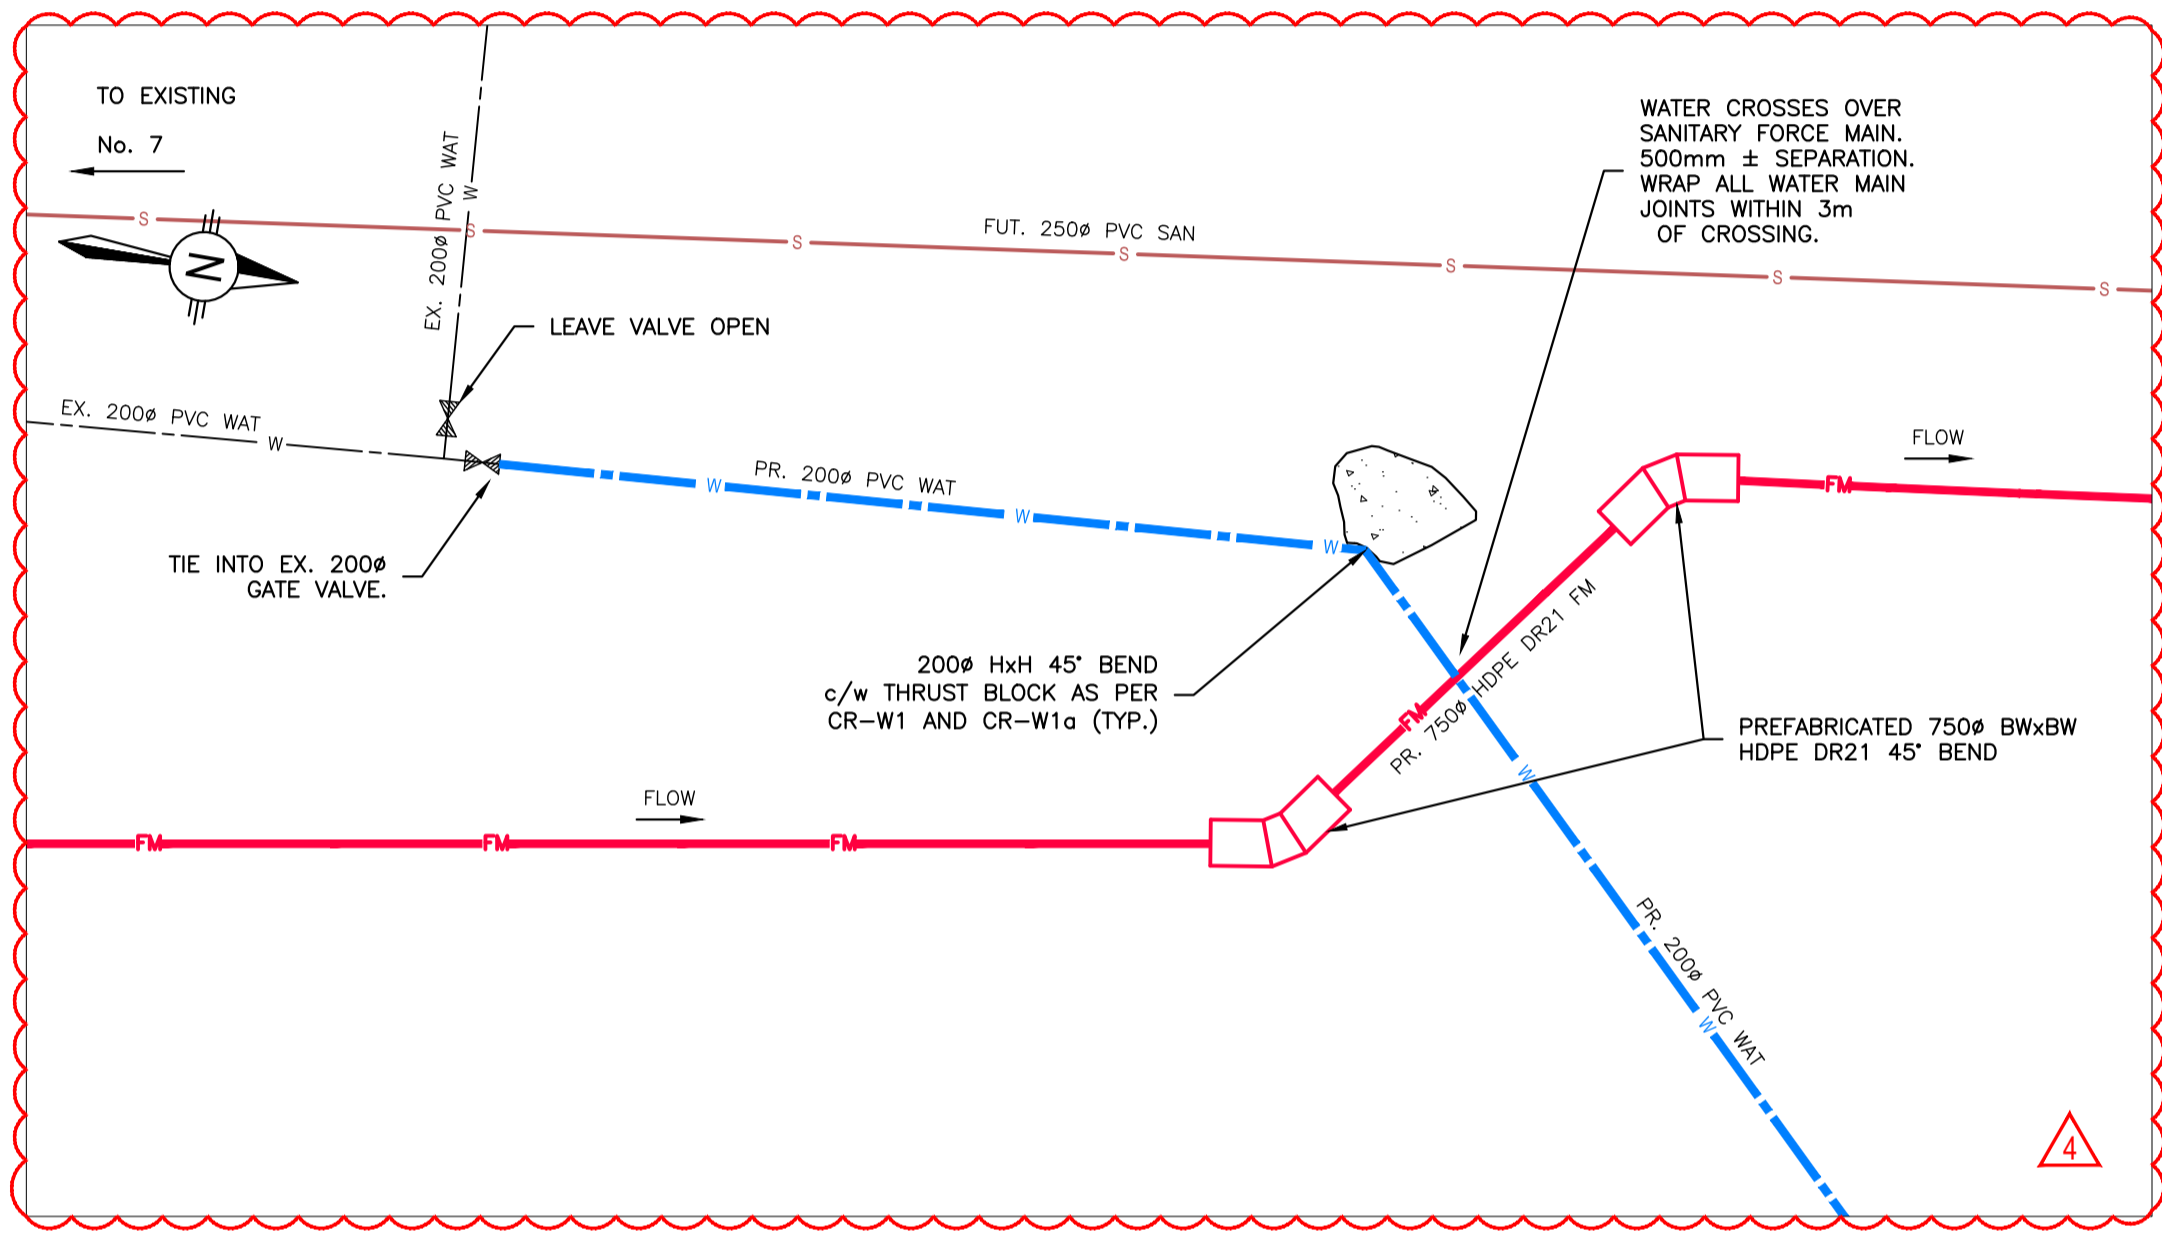 TO EXISTING
No. 7
N
EX. 200ø PVC WAT
W
S
S
S
S
S
S
S
FUT. 250ø PVC SAN
WATER CROSSES OVER
SANITARY FORCE MAIN.
500mm ± SEPARATION.
WRAP ALL WATER MAIN
JOINTS WITHIN 3m
OF CROSSING.
LEAVE VALVE OPEN
EX. 200ø PVC WAT
W
PR. 200ø PVC WAT
W
W
W
FLOW
FM
TIE INTO EX. 200ø
GATE VALVE.
200ø HxH 45° BEND
c/w THRUST BLOCK AS PER
CR-W1 AND CR-W1a (TYP.)
PR. 750ø HDPE DR21 FM
FM
PREFABRICATED 750ø BWxBW
HDPE DR21 45° BEND
FLOW
FM
FM
FM
W
PR. 200ø PVC WAT
W
4